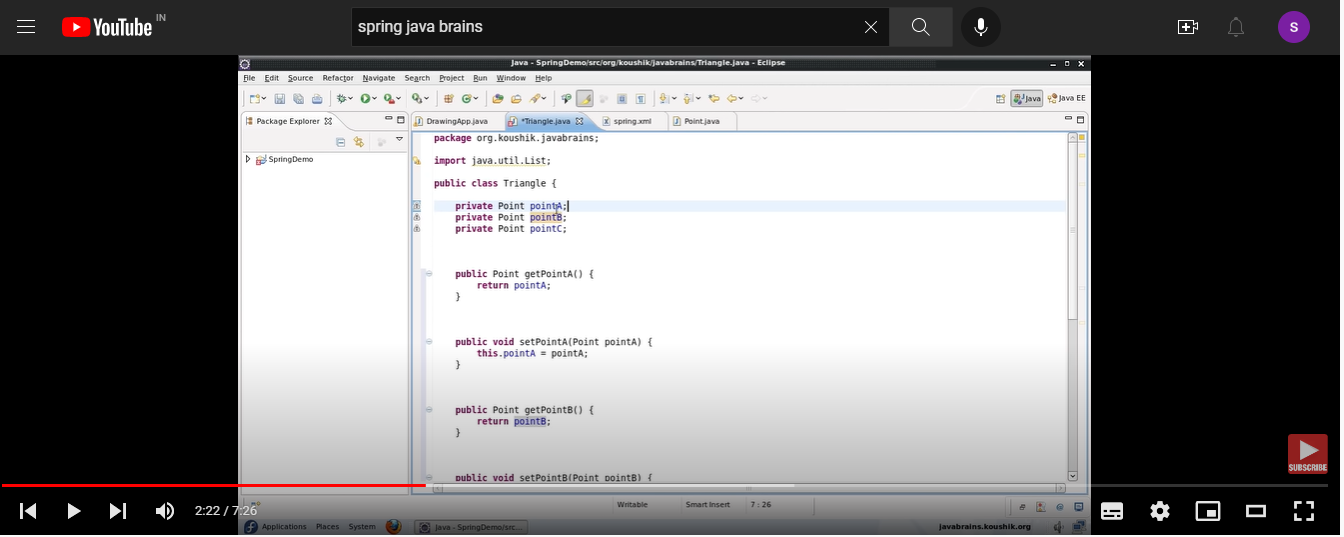 YouTube IN
spring java brains
S
Java - SpringDemo/src/org/koushik/javabrains/Triangle.java - Eclipse
File Edit Source Refactor Navigate Search Project Run Window Help
Java Java EE
Package Explorer
DrawingApp.java *Triangle.java spring.xml Point.java
SpringDemo
package org.koushik.javabrains;
import java.util.List;
public class Triangle {
private Point pointA;
private Point pointB;
private Point pointC;
public Point getPointA() {
return pointA;
}
public void setPointA(Point pointA) {
this.pointA = pointA;
}
public Point getPointB() {
return pointB;
}
public void setPointB(Point pointB) {
SUBSCRIBE
Writable Smart Insert 7 : 26
2:22 / 7:26
Applications Places System Java - SpringDemo/src... javabrains.koushik.org